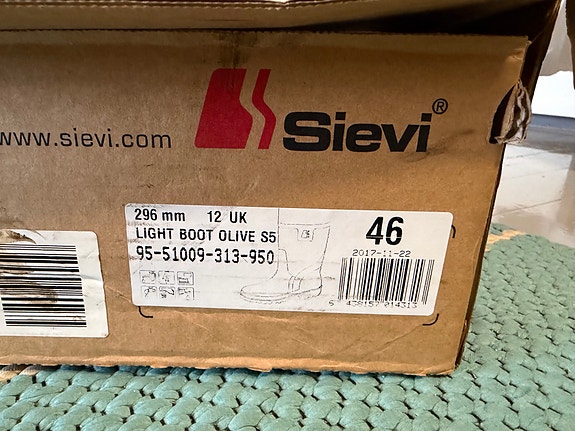 www.sievi.com
Sievi®
296 mm 12 UK
LIGHT BOOT OLIVE S5
95-51009-313-950
46
2017-11-22